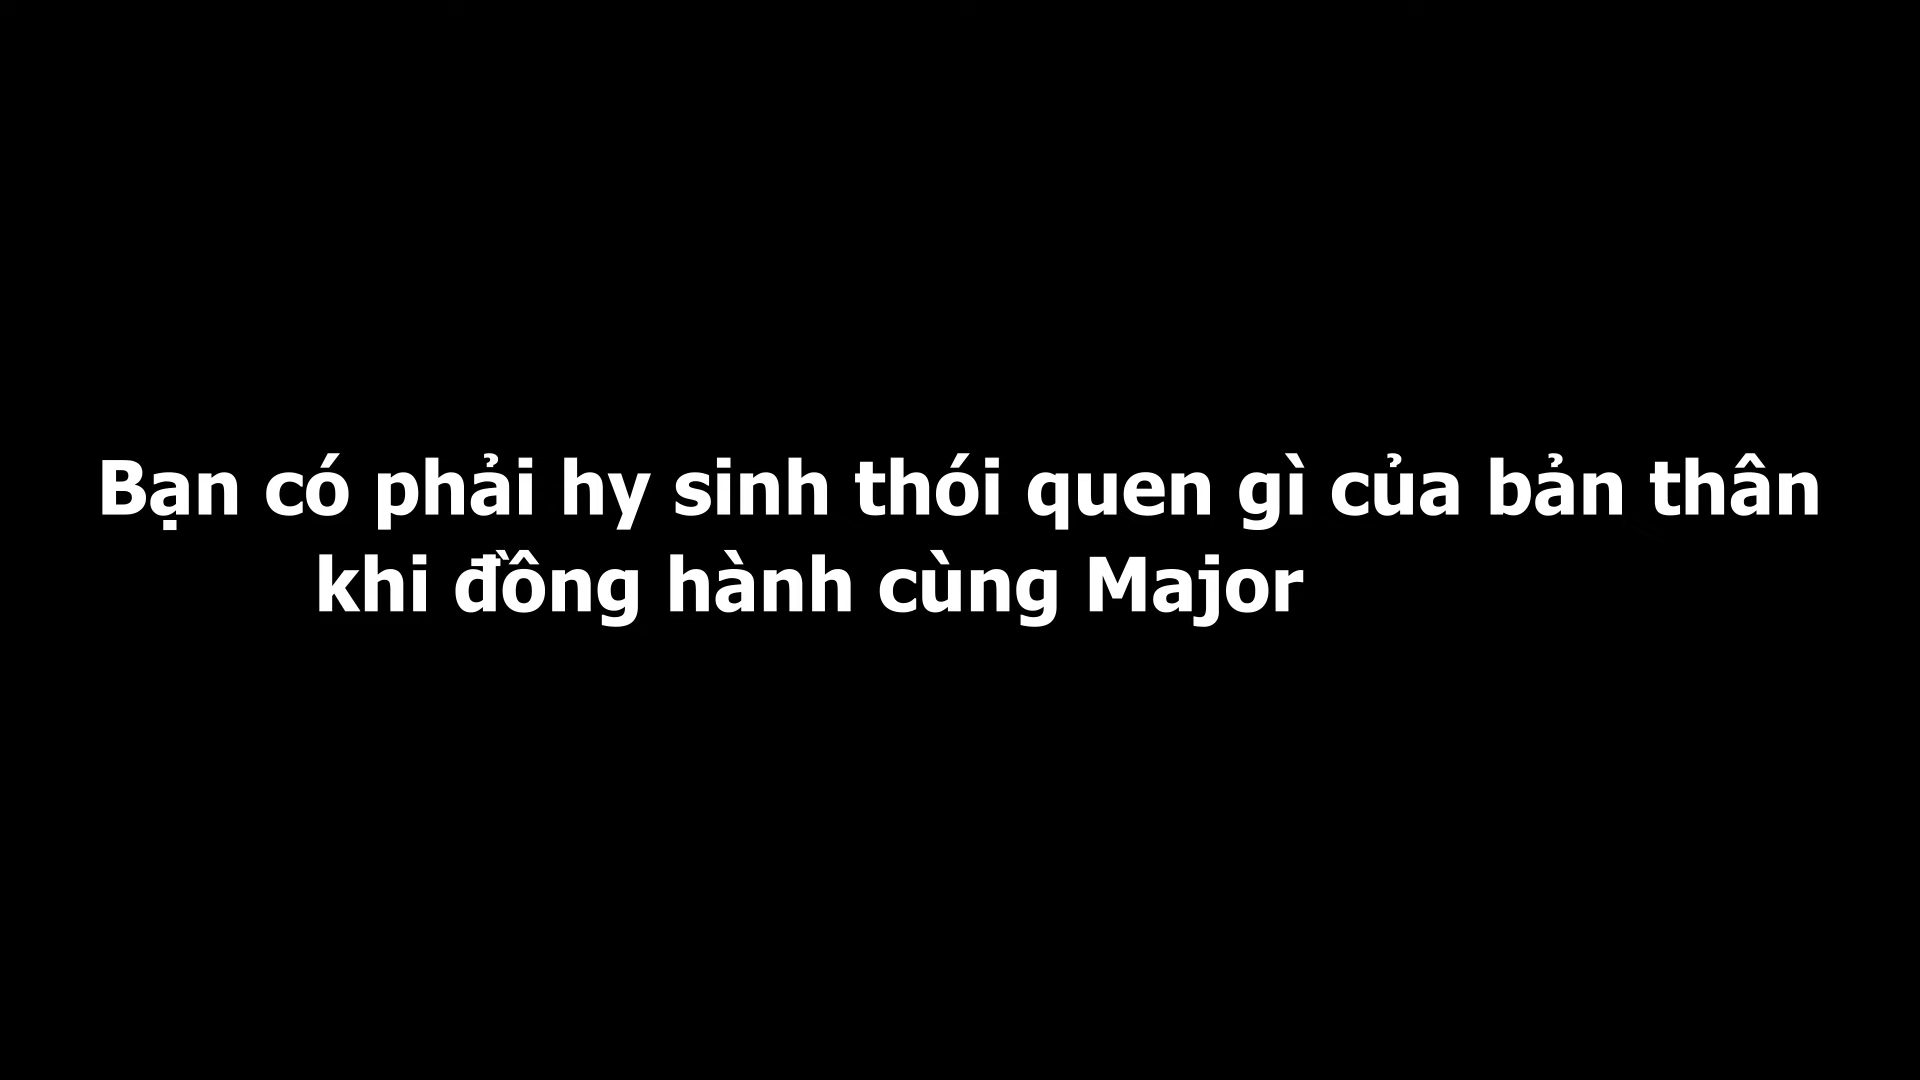 Bạn có phải hy sinh thói quen gì của bản thân
khi đồng hành cùng Major